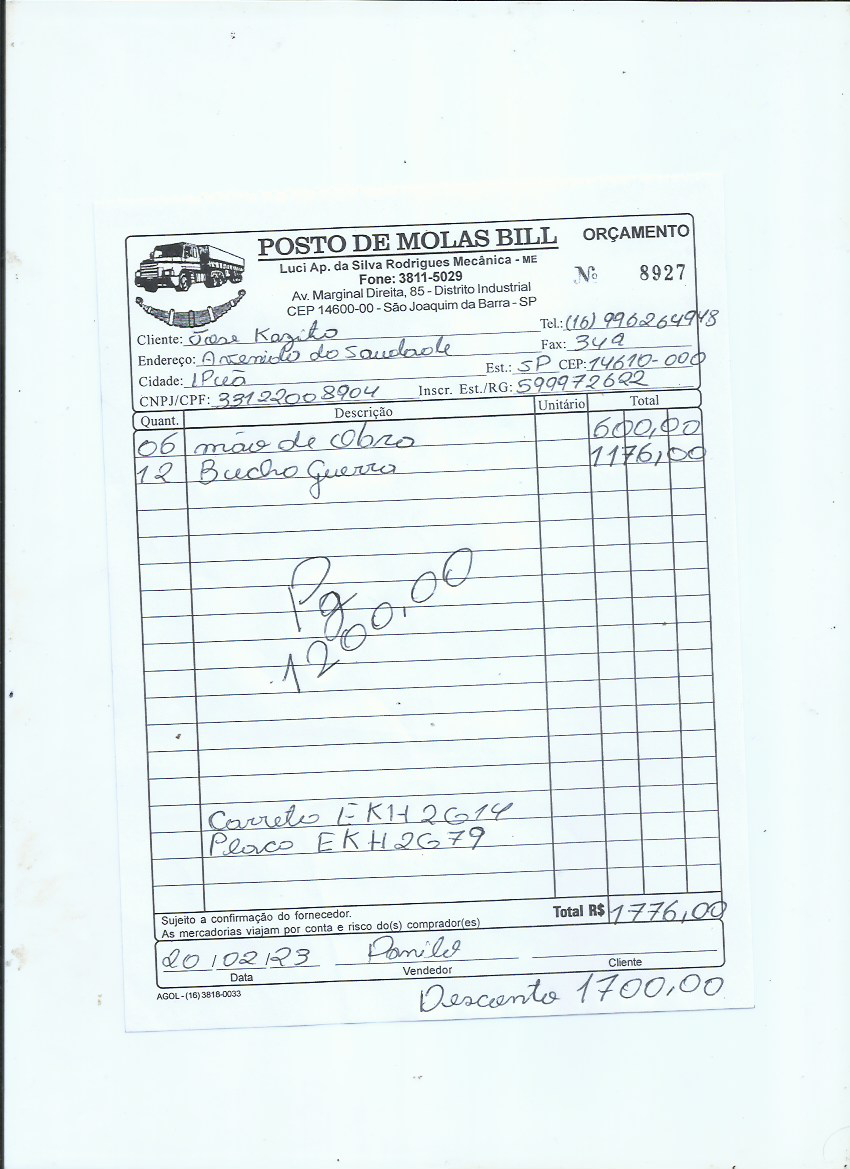 POSTO DE MOLAS BILL
ORÇAMENTO
Luci Ap. da Silva Rodrigues Mecânica - ME
Fone: 3811-5029
Av. Marginal Direita, 85 - Distrito Industrial
CEP 14600-00 - São Joaquim da Barra - SP
Nº 8927
Cliente: Jose Kazito Tel.: (16) 996264948
Endereço: Avenida do Saudade Fax: 349
Cidade: IPuã Est.: SP CEP: 14610-000
CNPJ/CPF: 33122008904 Inscr. Est./RG: 599972622
Quant. Descrição Unitário Total
06 mão de Obra 600,00
12 Bucha Guerra 1176,00
Pg
1200,00
Carreta EKH2G14
Placa EKH2G79
Sujeito a confirmação do fornecedor.
As mercadorias viajam por conta e risco do(s) comprador(es)
Total R$ 1776,00
20/02/23 Danilo
Data Vendedor Cliente
AGOL - (16) 3818-0033
Desconto 1700,00